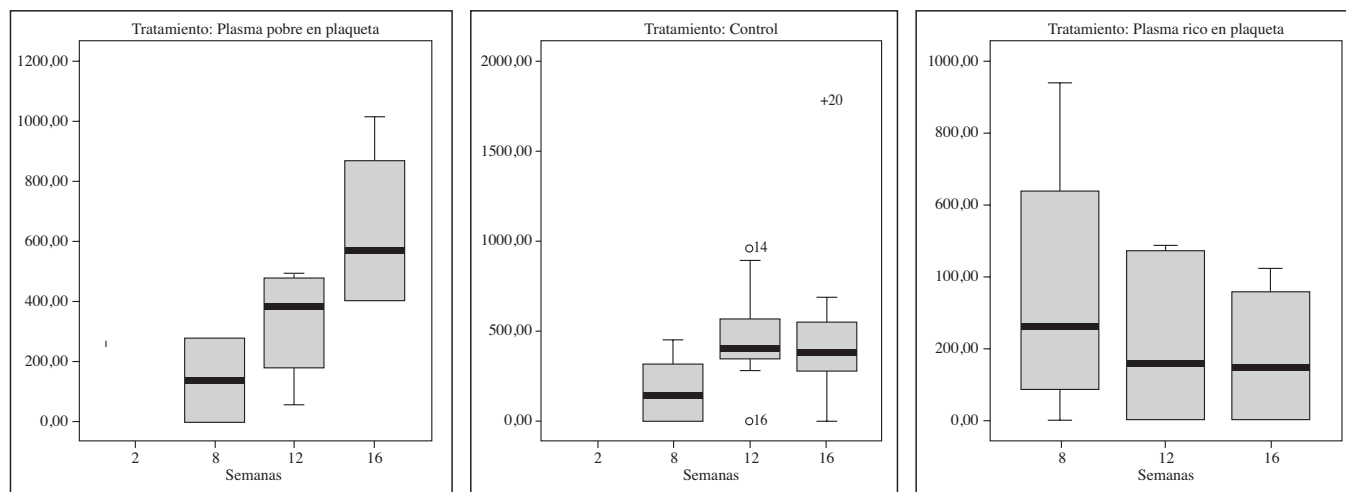 Tratamiento: Plasma pobre en plaqueta
1200,00
1000,00
800,00
600,00
400,00
200,00
0,00
2 8 12 16
Semanas
Tratamiento: Control
2000,00
1500,00
1000,00
500,00
0,00
+20
14
16
2 8 12 16
Semanas
Tratamiento: Plasma rico en plaqueta
1000,00
800,00
600,00
100,00
200,00
0,00
8 12 16
Semanas